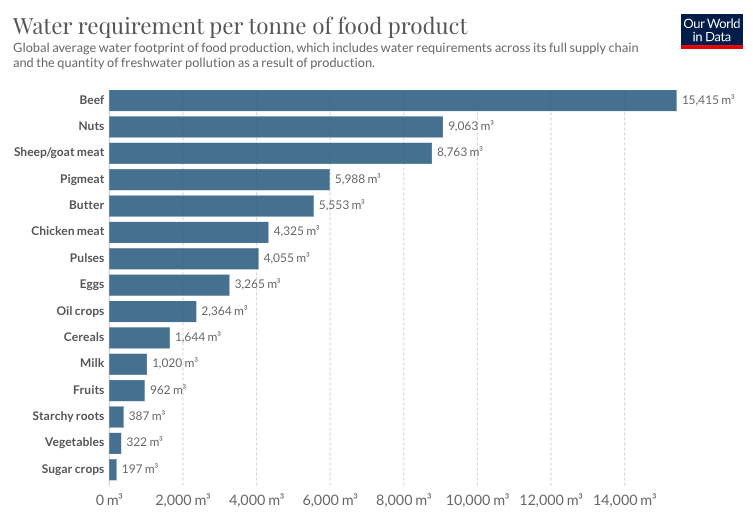 Water requirement per tonne of food product
Our World
in Data
Global average water footprint of food production, which includes water requirements across its full supply chain
and the quantity of freshwater pollution as a result of production.
Beef 15,415 m³
Nuts 9,063 m³
Sheep/goat meat 8,763 m³
Pigmeat 5,988 m³
Butter 5,553 m³
Chicken meat 4,325 m³
Pulses 4,055 m³
Eggs 3,265 m³
Oil crops 2,364 m³
Cereals 1,644 m³
Milk 1,020 m³
Fruits 962 m³
Starchy roots 387 m³
Vegetables 322 m³
Sugar crops 197 m³
0 m³ 2,000 m³ 4,000 m³ 6,000 m³ 8,000 m³ 10,000 m³ 12,000 m³ 14,000 m³